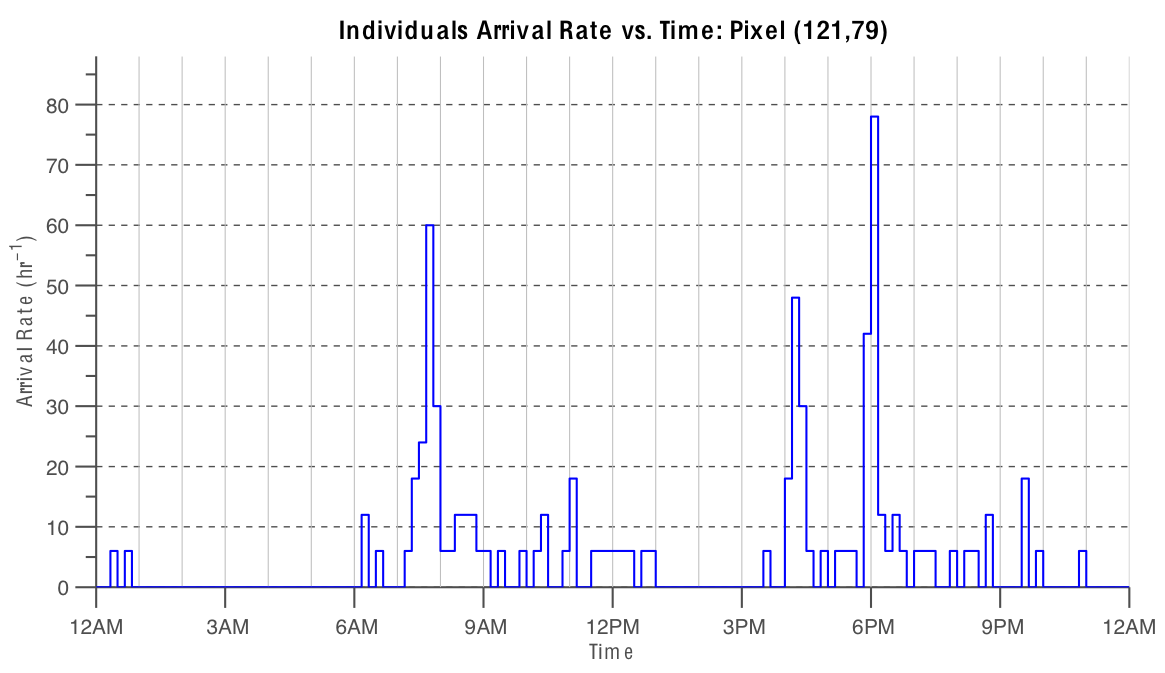 Individuals Arrival Rate vs. Time: Pixel (121,79)
80
70
60
50
40
30
20
10
0
Arrival Rate (hr⁻¹)
12AM 3AM 6AM 9AM 12PM 3PM 6PM 9PM 12AM
Time